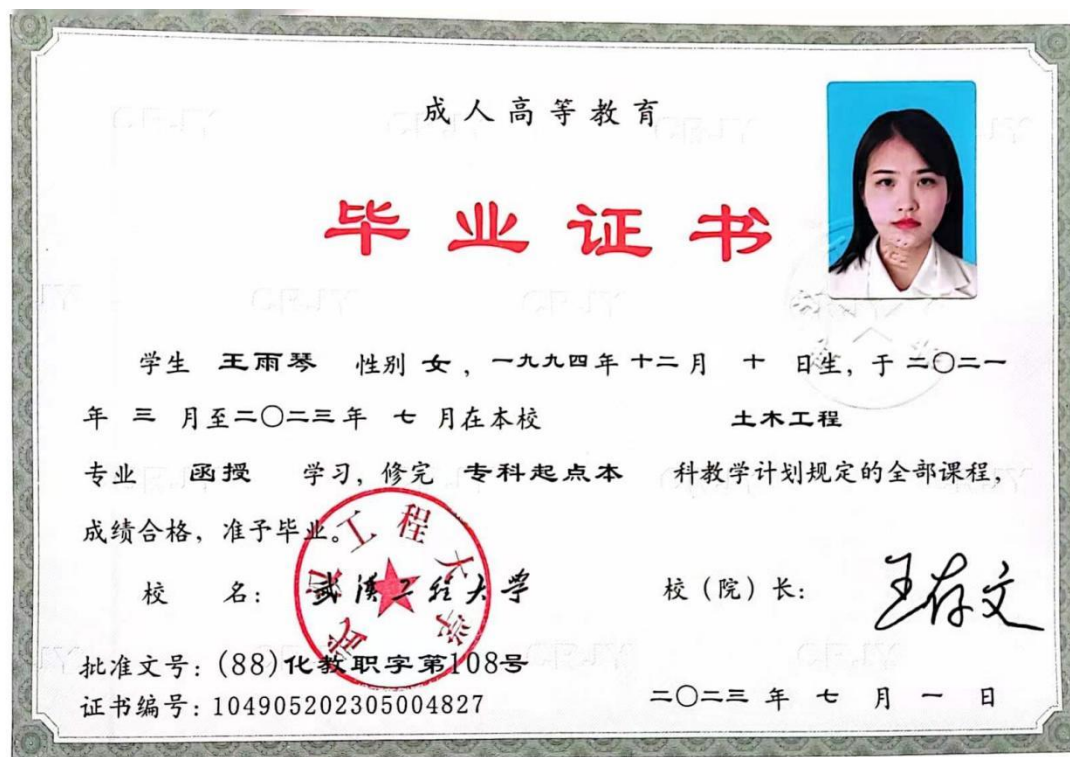 成人高等教育
毕业证书
学生 王雨琴 性别 女，一九九四年 十二月 十 日生，于 二〇二一
年 三 月至二〇二三年 七 月在本校 土木工程
专业 函授 学习，修完 专科起点本 科教学计划规定的全部课程，
成绩合格，准予毕业。
武汉工程大学
校 名：武汉工程大学 校（院）长：王存文
批准文号：(88)化教职字第108号
证书编号：104905202305004827 二〇二三 年 七 月 一 日